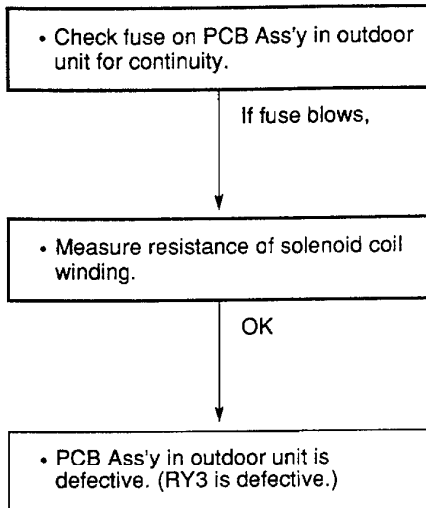 • Check fuse on PCB Ass'y in outdoor
unit for continuity.
If fuse blows,
• Measure resistance of solenoid coil
winding.
OK
• PCB Ass'y in outdoor unit is
defective. (RY3 is defective.)